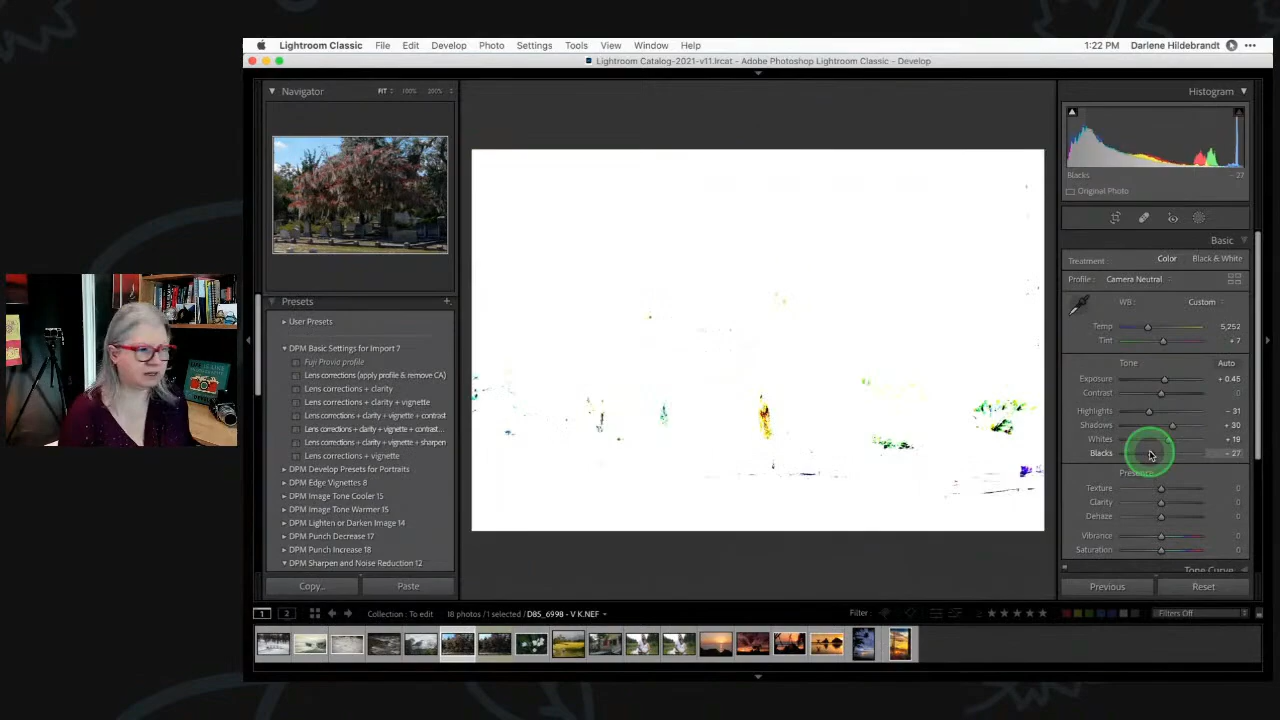 Lightroom Classic File Edit Develop Photo Settings Tools View Window Help 1:22 PM Darlene Hildebrandt
Lightroom Catalog-2021-v11.lrcat - Adobe Photoshop Lightroom Classic - Develop
Navigator FIT 100% 200%
Histogram
Blacks - 27
Original Photo
Basic
Treatment: Color Black & White
Profile: Camera Neutral
WB: Custom
Temp 5,252
Tint + 7
Tone Auto
Exposure + 0.45
Contrast 0
Highlights - 31
Shadows + 30
Whites + 19
Blacks - 27
Presence
Texture 0
Clarity 0
Dehaze 0
Vibrance 0
Saturation 0
Tone Curve
Previous Reset
Presets +
User Presets
DPM Basic Settings for Import 7
Fuji Provia profile
Lens corrections (apply profile & remove CA)
Lens corrections + clarity
Lens corrections + clarity + vignette
Lens corrections + clarity + vignette + contrast
Lens corrections + clarity + vignette + contrast...
Lens corrections + clarity + vignette + sharpen
Lens corrections + vignette
DPM Develop Presets for Portraits
DPM Edge Vignettes 8
DPM Image Tone Cooler 15
DPM Image Tone Warmer 15
DPM Lighten or Darken Image 14
DPM Punch Decrease 17
DPM Punch Increase 18
DPM Sharpen and Noise Reduction 12
Copy... Paste
1 2 Collection : To edit 18 photos / 1 selected / D85_6998 - V K.NEF Filter : Filters Off